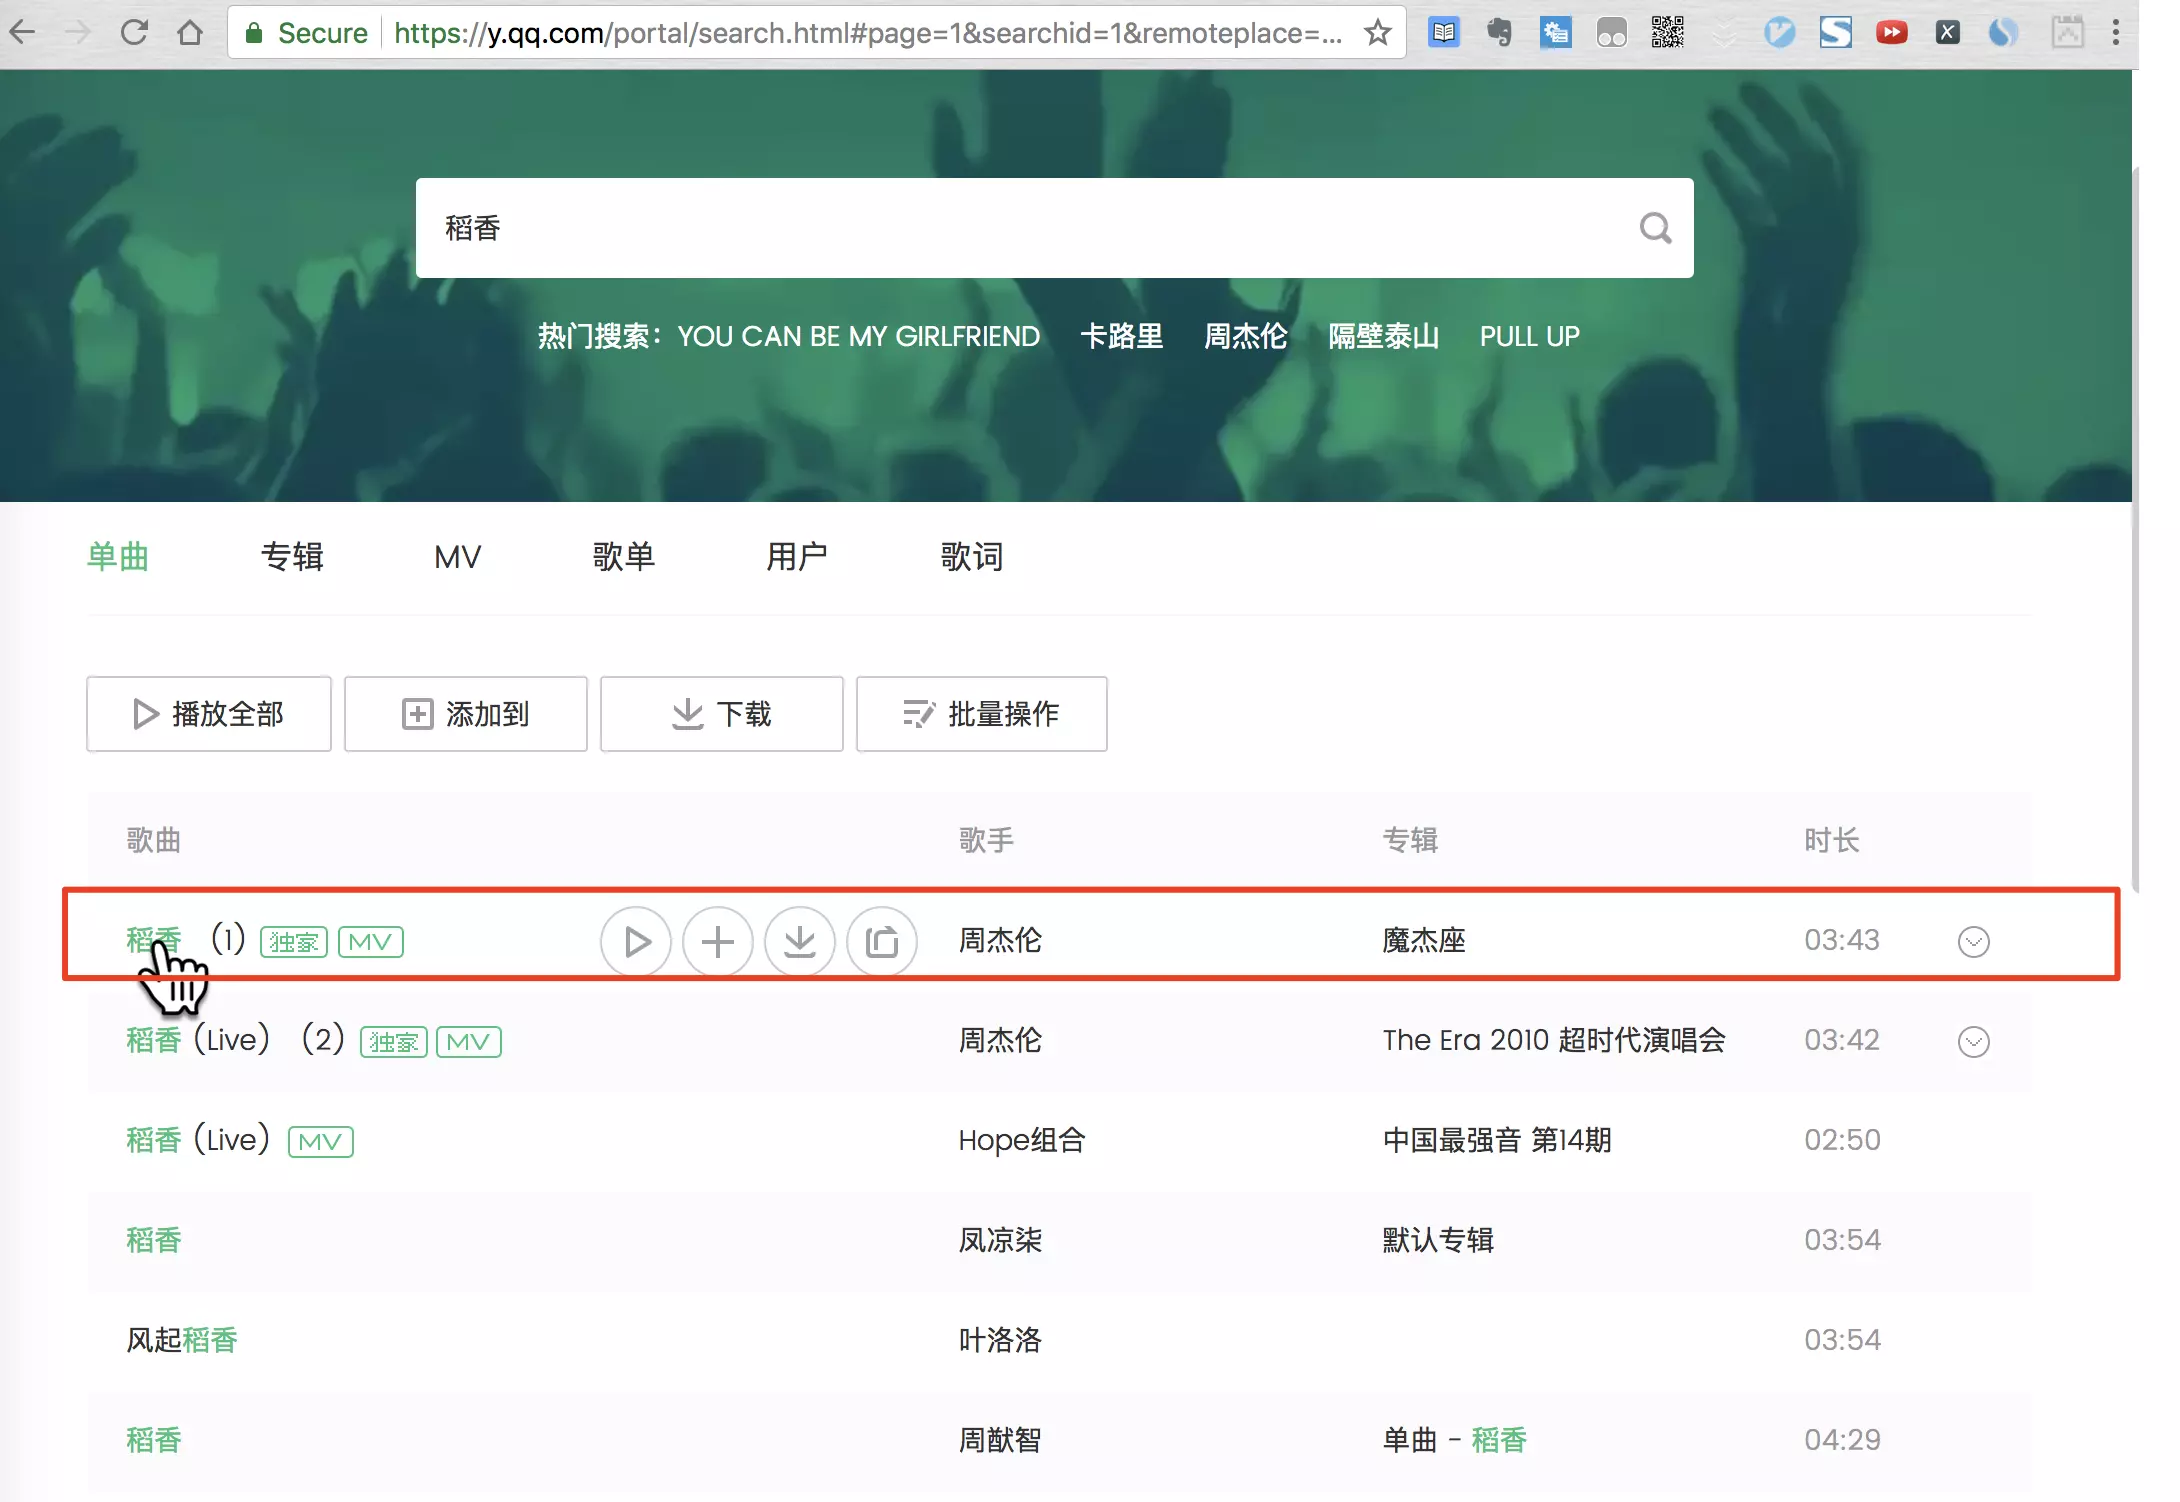 Secure https://y.qq.com/portal/search.html#page=1&searchid=1&remoteplace=...
稻香
热门搜索： YOU CAN BE MY GIRLFRIEND 卡路里 周杰伦 隔壁泰山 PULL UP
单曲 专辑 MV 歌单 用户 歌词
播放全部 添加到 下载 批量操作
歌曲 歌手 专辑 时长
稻香 (1) 独家 MV 周杰伦 魔杰座 03:43
稻香 (Live) (2) 独家 MV 周杰伦 The Era 2010 超时代演唱会 03:42
稻香 (Live) MV Hope组合 中国最强音 第14期 02:50
稻香 凤凉柒 默认专辑 03:54
风起稻香 叶洛洛 03:54
稻香 周猷智 单曲 - 稻香 04:29